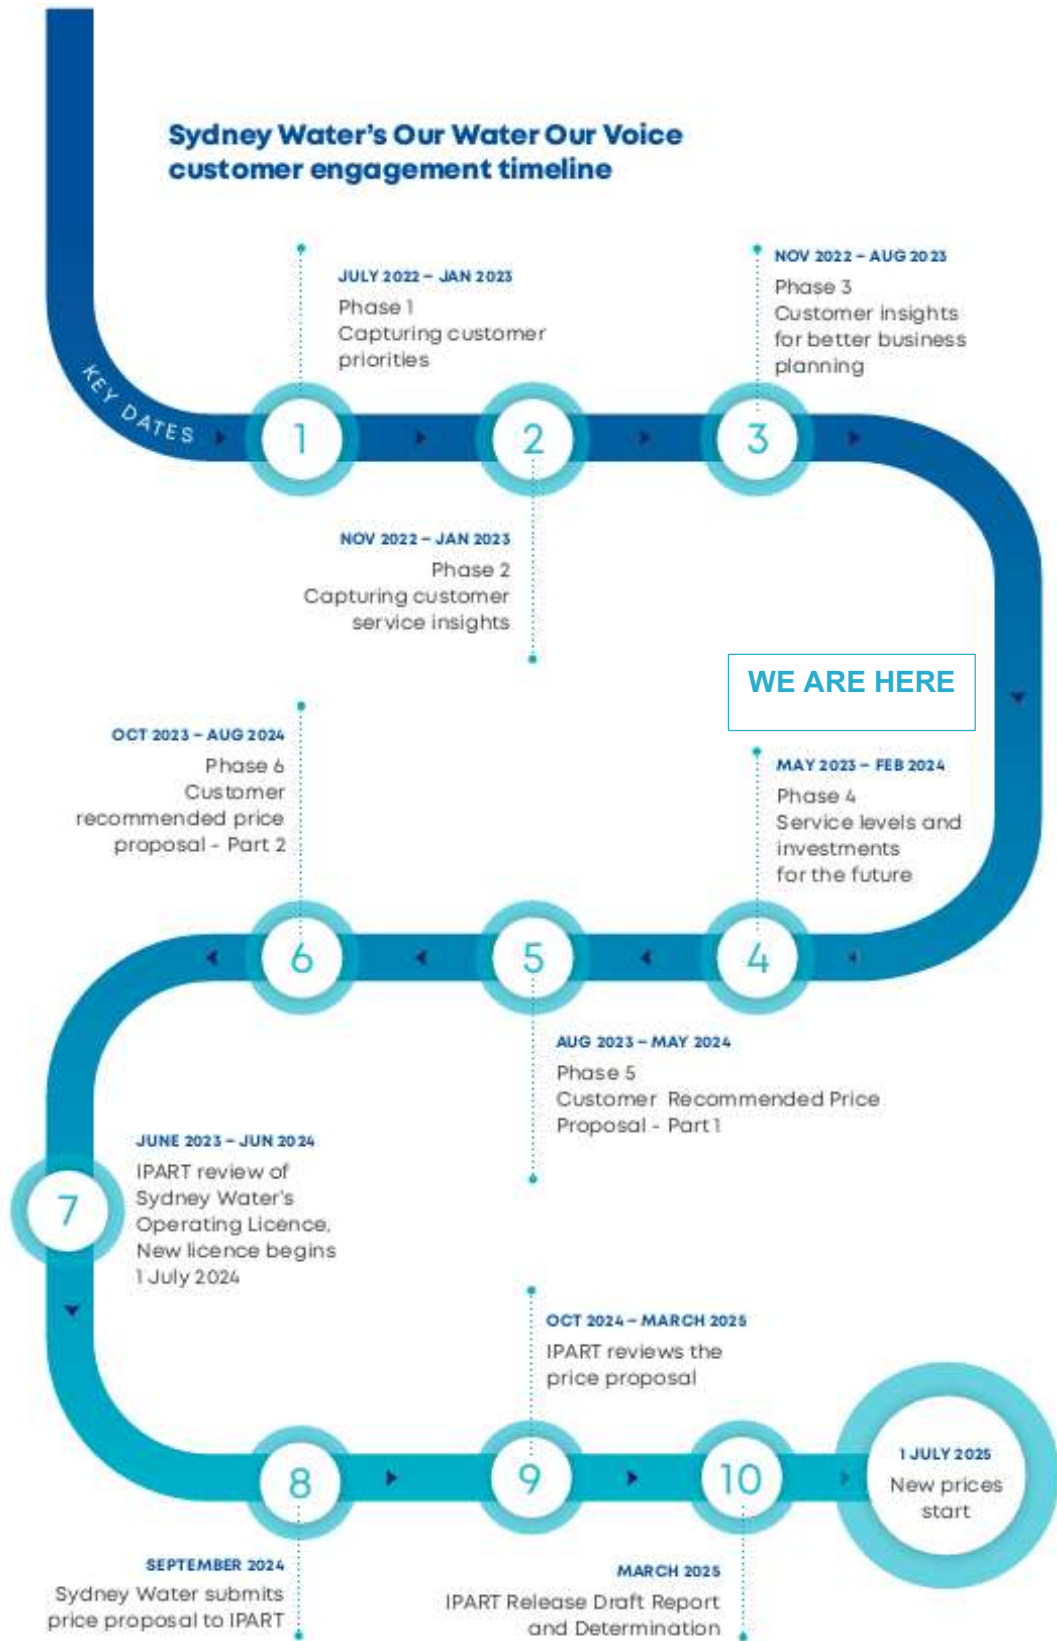 Sydney Water's Our Water Our Voice
customer engagement timeline
KEY DATES
JULY 2022 – JAN 2023
Phase 1
Capturing customer
priorities
NOV 2022 – AUG 2023
Phase 3
Customer insights
for better business
planning
1
2
3
NOV 2022 – JAN 2023
Phase 2
Capturing customer
service insights
WE ARE HERE
OCT 2023 – AUG 2024
Phase 6
Customer
recommended price
proposal - Part 2
MAY 2023 – FEB 2024
Phase 4
Service levels and
investments
for the future
6
5
4
AUG 2023 – MAY 2024
Phase 5
Customer Recommended Price
Proposal - Part 1
7
JUNE 2023 – JUN 2024
IPART review of
Sydney Water's
Operating Licence.
New licence begins
1 July 2024
OCT 2024 – MARCH 2025
IPART reviews the
price proposal
8
9
10
1 JULY 2025
New prices
start
SEPTEMBER 2024
Sydney Water submits
price proposal to IPART
MARCH 2025
IPART Release Draft Report
and Determination